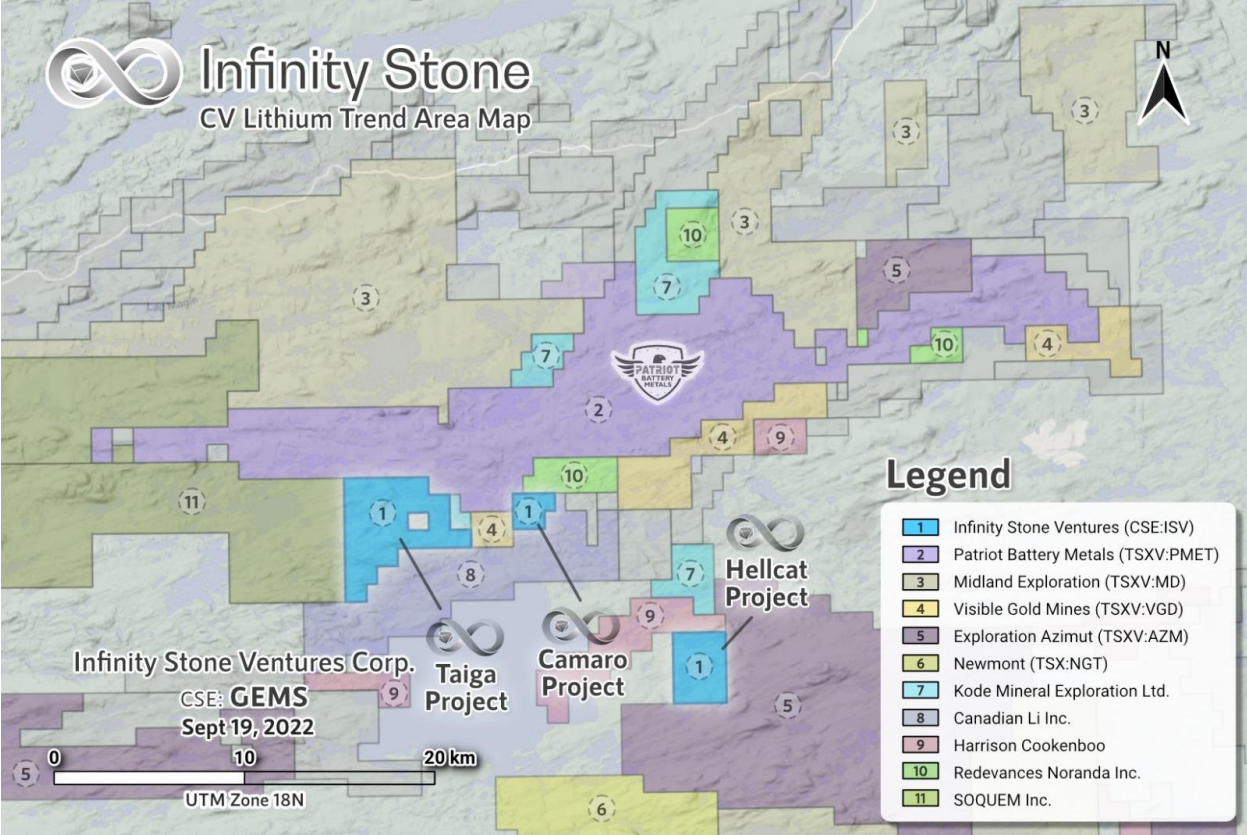 Infinity Stone
CV Lithium Trend Area Map
N
3
3
3
10
7
5
3
7
10
4
PATRIOT
BATTERY
METALS
2
4
9
10
11
1
4
1
8
7
Hellcat
Project
9
1
Infinity Stone Ventures Corp.
CSE: GEMS
Sept 19, 2022
Taiga
Project
Camaro
Project
9
5
5
6
0 10 20 km
UTM Zone 18N
Legend
1 Infinity Stone Ventures (CSE:ISV)
2 Patriot Battery Metals (TSXV:PMET)
3 Midland Exploration (TSXV:MD)
4 Visible Gold Mines (TSXV:VGD)
5 Exploration Azimut (TSXV:AZM)
6 Newmont (TSX:NGT)
7 Kode Mineral Exploration Ltd.
8 Canadian Li Inc.
9 Harrison Cookenboo
10 Redevances Noranda Inc.
11 SOQUEM Inc.